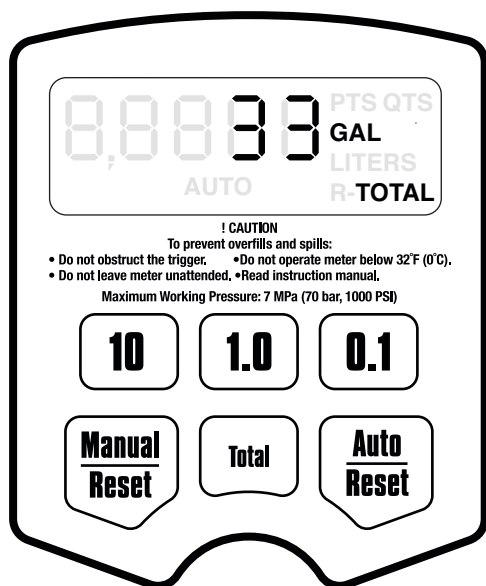 8,88 33 PTS QTS
GAL
LITERS
AUTO R-TOTAL
! CAUTION
To prevent overfills and spills:
• Do not obstruct the trigger. •Do not operate meter below 32°F (0°C).
• Do not leave meter unattended. •Read instruction manual.
Maximum Working Pressure: 7 MPa (70 bar, 1000 PSI)
10 1.0 0.1
Manual Total Auto
Reset Reset